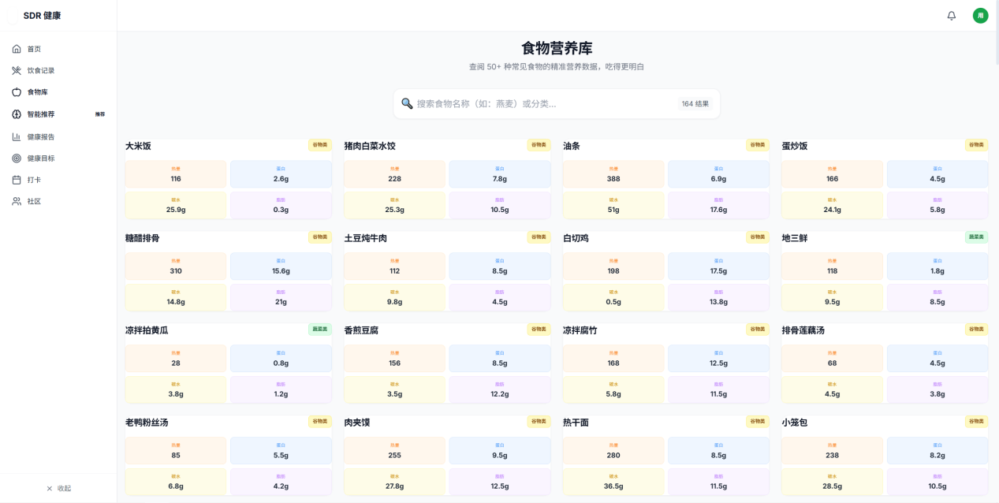 SDR 健康
用
首页
饮食记录
食物库
智能推荐 推荐
健康报告
健康目标
打卡
社区
收起
食物营养库
查阅 50+ 种常见食物的精准营养数据，吃得更明白
搜索食物名称（如：燕麦）或分类... 164 结果
大米饭 谷物类
热量 蛋白
116 2.6g
碳水 脂肪
25.9g 0.3g
猪肉白菜水饺 谷物类
热量 蛋白
228 7.8g
碳水 脂肪
25.3g 10.5g
油条 谷物类
热量 蛋白
388 6.9g
碳水 脂肪
51g 17.6g
蛋炒饭 谷物类
热量 蛋白
166 4.5g
碳水 脂肪
24.1g 5.8g
糖醋排骨 谷物类
热量 蛋白
310 15.6g
碳水 脂肪
14.8g 21g
土豆炖牛肉 谷物类
热量 蛋白
112 8.5g
碳水 脂肪
9.8g 4.5g
白切鸡 谷物类
热量 蛋白
198 17.5g
碳水 脂肪
0.5g 13.8g
地三鲜 蔬菜类
热量 蛋白
118 1.8g
碳水 脂肪
9.5g 8.5g
凉拌拍黄瓜 蔬菜类
热量 蛋白
28 0.8g
碳水 脂肪
3.8g 1.2g
香煎豆腐 谷物类
热量 蛋白
156 8.5g
碳水 脂肪
3.5g 12.2g
凉拌腐竹 谷物类
热量 蛋白
168 12.5g
碳水 脂肪
5.8g 11.5g
排骨莲藕汤 谷物类
热量 蛋白
68 4.5g
碳水 脂肪
4.5g 3.8g
老鸭粉丝汤 谷物类
热量 蛋白
85 5.5g
碳水 脂肪
6.8g 4.2g
肉夹馍 谷物类
热量 蛋白
255 9.5g
碳水 脂肪
27.8g 12.5g
热干面 谷物类
热量 蛋白
280 8.5g
碳水 脂肪
36.5g 11.5g
小笼包 谷物类
热量 蛋白
238 8.2g
碳水 脂肪
28.5g 10.5g